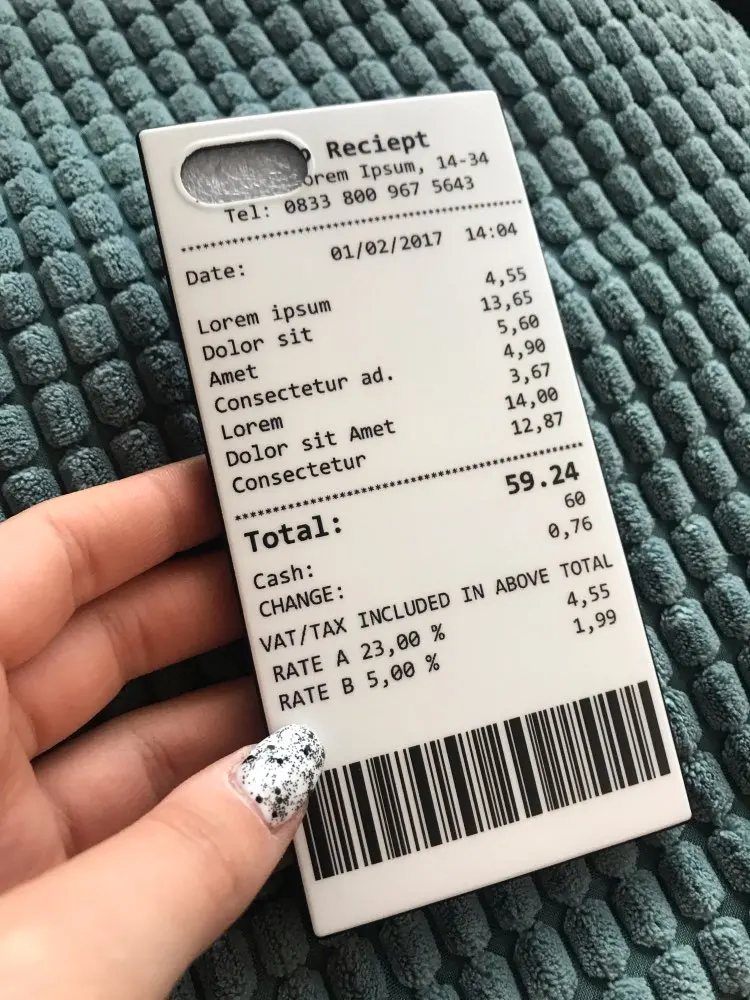 Reciept
orem Ipsum, 14-34
Tel: 0833 800 967 5643
Date: 01/02/2017 14:04
Lorem ipsum 4,55
Dolor sit 13,65
Amet 5,60
Consectetur ad. 4,90
Lorem 3,67
Dolor sit Amet 14,00
Consectetur 12,87
Total: 59.24
Cash: 60
CHANGE: 0,76
VAT/TAX INCLUDED IN ABOVE TOTAL
RATE A 23,00 % 4,55
RATE B 5,00 % 1,99